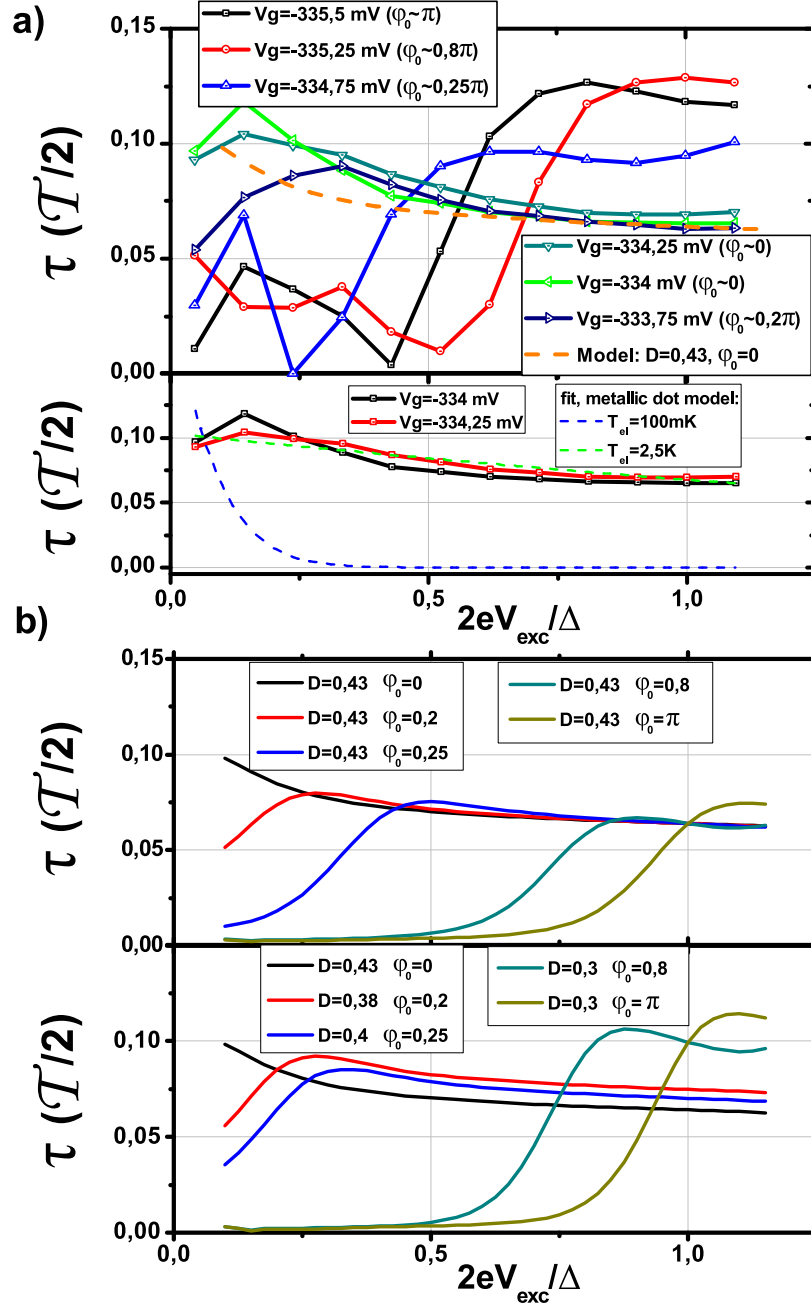 a)
0,15
Vg=-335,5 mV (φ₀~π)
Vg=-335,25 mV (φ₀~0,8π)
Vg=-334,75 mV (φ₀~0,25π)
τ (𝒯/2)
0,10
0,05
0,00
Vg=-334,25 mV (φ₀~0)
Vg=-334 mV (φ₀~0)
Vg=-333,75 mV (φ₀~0,2π)
Model: D=0,43, φ₀=0
τ (𝒯/2)
0,10
0,05
0,00
Vg=-334 mV
Vg=-334,25 mV
fit, metallic dot model:
T_el=100mK
T_el=2,5K
0,0
0,5
1,0
2eV_exc/Δ
b)
0,15
D=0,43 φ₀=0
D=0,43 φ₀=0,2
D=0,43 φ₀=0,25
D=0,43 φ₀=0,8
D=0,43 φ₀=π
τ (𝒯/2)
0,10
0,05
0,00
D=0,43 φ₀=0
D=0,38 φ₀=0,2
D=0,4 φ₀=0,25
D=0,3 φ₀=0,8
D=0,3 φ₀=π
τ (𝒯/2)
0,10
0,05
0,00
0,0
0,5
1,0
2eV_exc/Δ